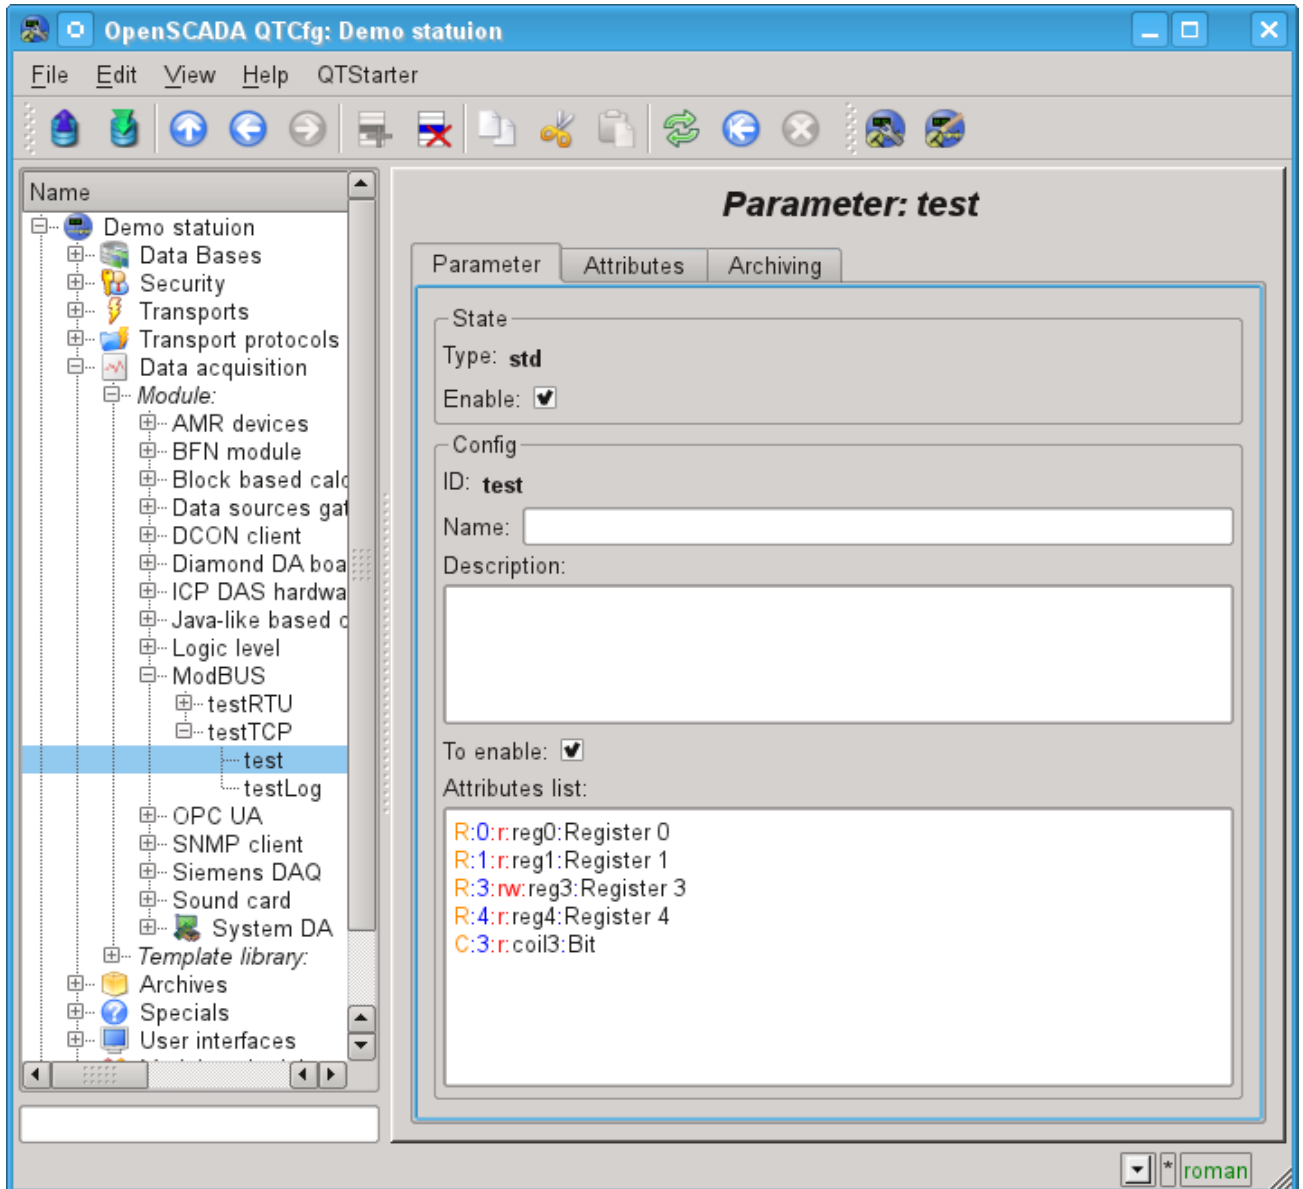 OpenSCADA QTCfg: Demo statuion
File Edit View Help QTStarter
Name
Demo statuion
Data Bases
Security
Transports
Transport protocols
Data acquisition
Module:
AMR devices
BFN module
Block based calc
Data sources gat
DCON client
Diamond DA boa
ICP DAS hardwa
Java-like based c
Logic level
ModBUS
testRTU
testTCP
test
testLog
OPC UA
SNMP client
Siemens DAQ
Sound card
System DA
Template library:
Archives
Specials
User interfaces
Parameter: test
Parameter Attributes Archiving
State
Type: std
Enable:
Config
ID: test
Name:
Description:
To enable:
Attributes list:
R:0:r:reg0:Register 0
R:1:r:reg1:Register 1
R:3:rw:reg3:Register 3
R:4:r:reg4:Register 4
C:3:r:coil3:Bit
* roman